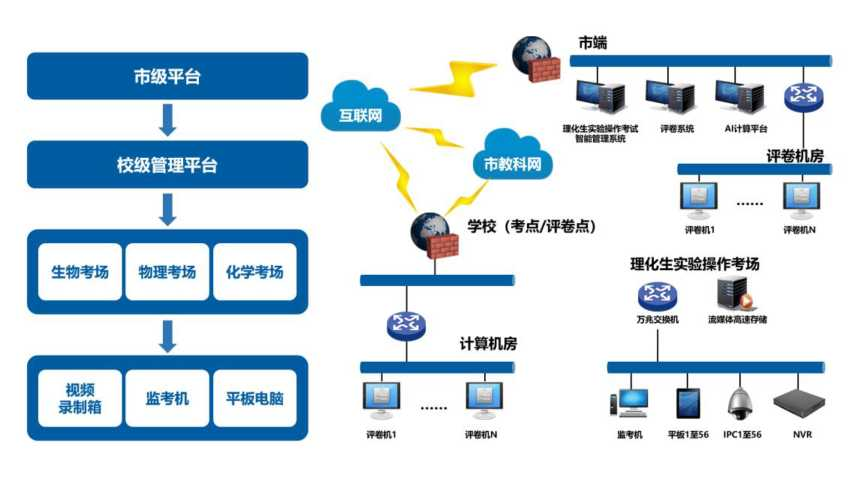 市级平台
校级管理平台
生物考场
物理考场
化学考场
视频
录制箱
监考机
平板电脑
互联网
市教科网
市端
理化生实验操作考试
智能管理系统
评卷系统
AI计算平台
评卷机房
评卷机1
......
评卷机N
学校（考点/评卷点）
计算机房
评卷机1
......
评卷机N
理化生实验操作考场
万兆交换机
流媒体高速存储
监考机
平板1至56
IPC1至56
NVR